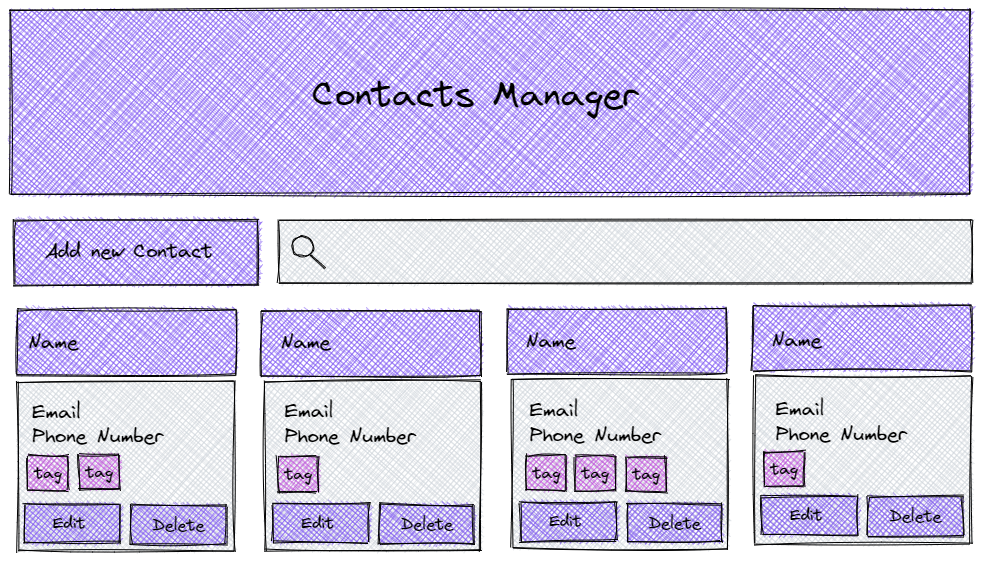 Contacts Manager
Add new Contact
Name
Name
Name
Name
Email
Phone Number
tag tag
Edit Delete
Email
Phone Number
tag
Edit Delete
Email
Phone Number
tag tag tag
Edit Delete
Email
Phone Number
tag
Edit Delete